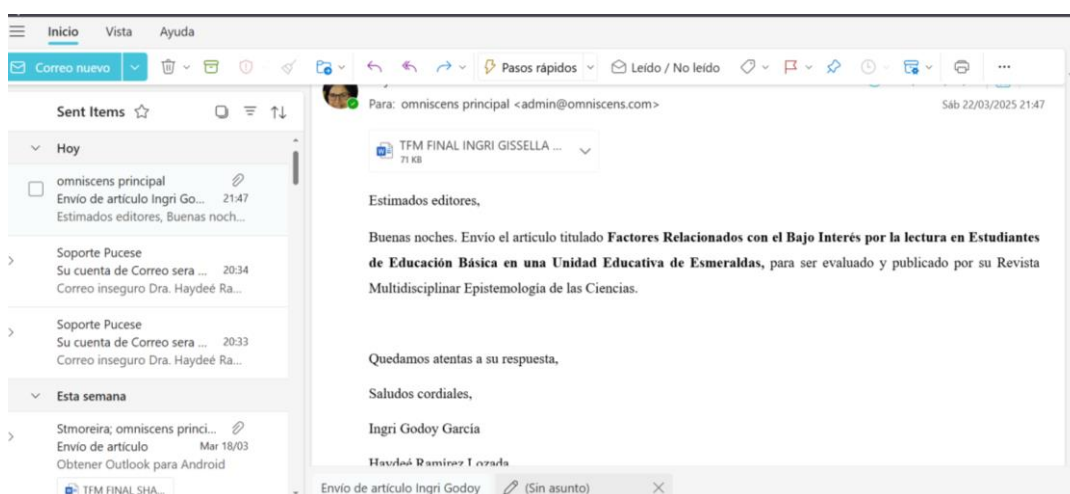 Inicio Vista Ayuda
Correo nuevo Pasos rápidos Leído / No leído ...
Sent Items
Para: omniscens principal <admin@omniscens.com> Sáb 22/03/2025 21:47
Hoy
TFM FINAL INGRI GISSELLA ...
71 KB
omniscens principal
Envío de artículo Ingri Go... 21:47
Estimados editores, Buenas noch...
Soporte Pucese
Su cuenta de Correo sera ... 20:34
Correo inseguro Dra. Haydeé Ra...
Soporte Pucese
Su cuenta de Correo sera ... 20:33
Correo inseguro Dra. Haydeé Ra...
Esta semana
Stmoreira; omniscens princi...
Envío de artículo Mar 18/03
Obtener Outlook para Android
TFM FINAL SHA...
Estimados editores,
Buenas noches. Envío el artículo titulado Factores Relacionados con el Bajo Interés por la lectura en Estudiantes
de Educación Básica en una Unidad Educativa de Esmeraldas, para ser evaluado y publicado por su Revista
Multidisciplinar Epistemología de las Ciencias.
Quedamos atentas a su respuesta,
Saludos cordiales,
Ingri Godoy García
Haydeé Ramírez Lozada
Envío de artículo Ingri Godoy (Sin asunto)